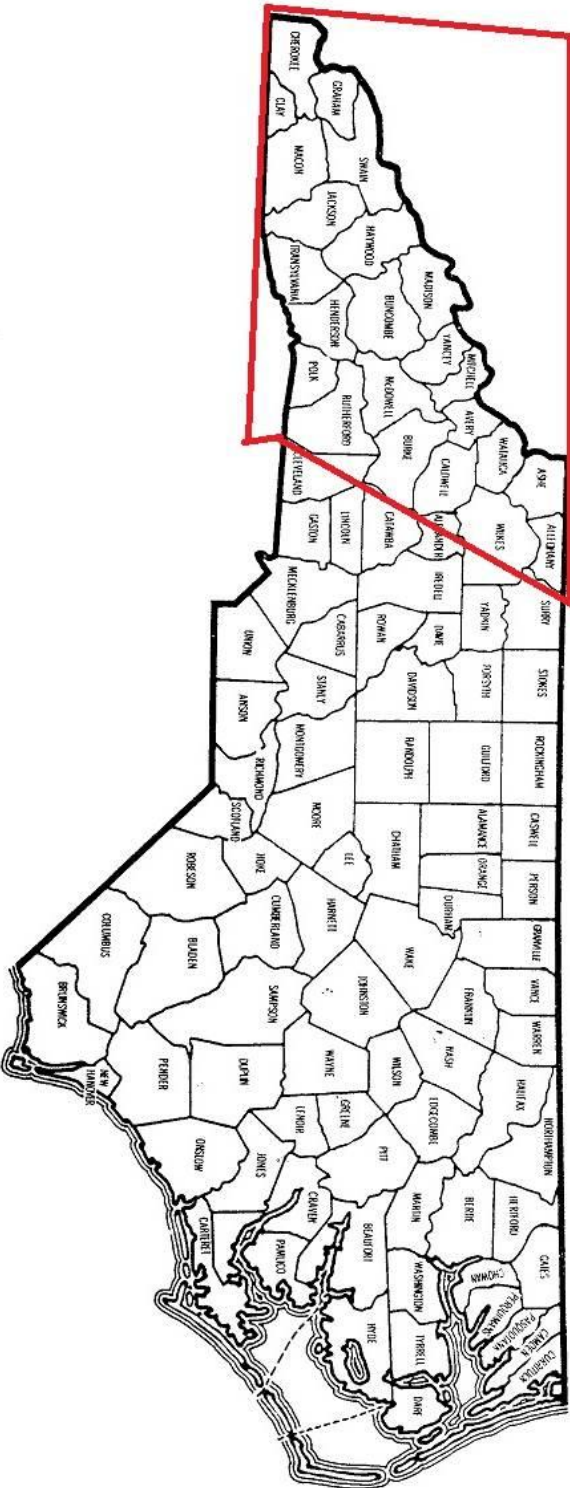 CHEROKEE
GRAHAM
CLAY
SWAIN
MACON
JACKSON
HAYWOOD
TRANSYLVANIA
MADISON
BUNCOMBE
HENDERSON
YANCEY
MITCHELL
McDOWELL
POLK
RUTHERFORD
AVERY
BURKE
CLEVELAND
ASHE
WATAUGA
CALDWELL
ALLEGHANY
WILKES
ALEXANDER
CATAWBA
LINCOLN
GASTON
SURRY
YADKIN
IREDELL
DAVIE
ROWAN
CABARRUS
MECKLENBURG
UNION
STOKES
FORSYTH
DAVIDSON
STANLY
ANSON
ROCKINGHAM
GUILFORD
RANDOLPH
MONTGOMERY
RICHMOND
SCOTLAND
CASWELL
ALAMANCE
ORANGE
CHATHAM
MOORE
LEE
HOKE
ROBESON
PERSON
DURHAM
HARNETT
CUMBERLAND
BLADEN
COLUMBUS
BRUNSWICK
GRANVILLE
VANCE
WARREN
FRANKLIN
WAKE
JOHNSTON
SAMPSON
NASH
WILSON
WAYNE
DUPLIN
PENDER
NEW
HANOVER
NORTHAMPTON
HALIFAX
EDGECOMBE
PITT
GREENE
LENOIR
JONES
ONSLOW
HERTFORD
BERTIE
MARTIN
BEAUFORT
CRAVEN
PAMLICO
CARTERET
GATES
CHOWAN
PERQUIMANS
PASQUOTANK
CAMDEN
CURRITUCK
WASHINGTON
TYRRELL
DARE
HYDE